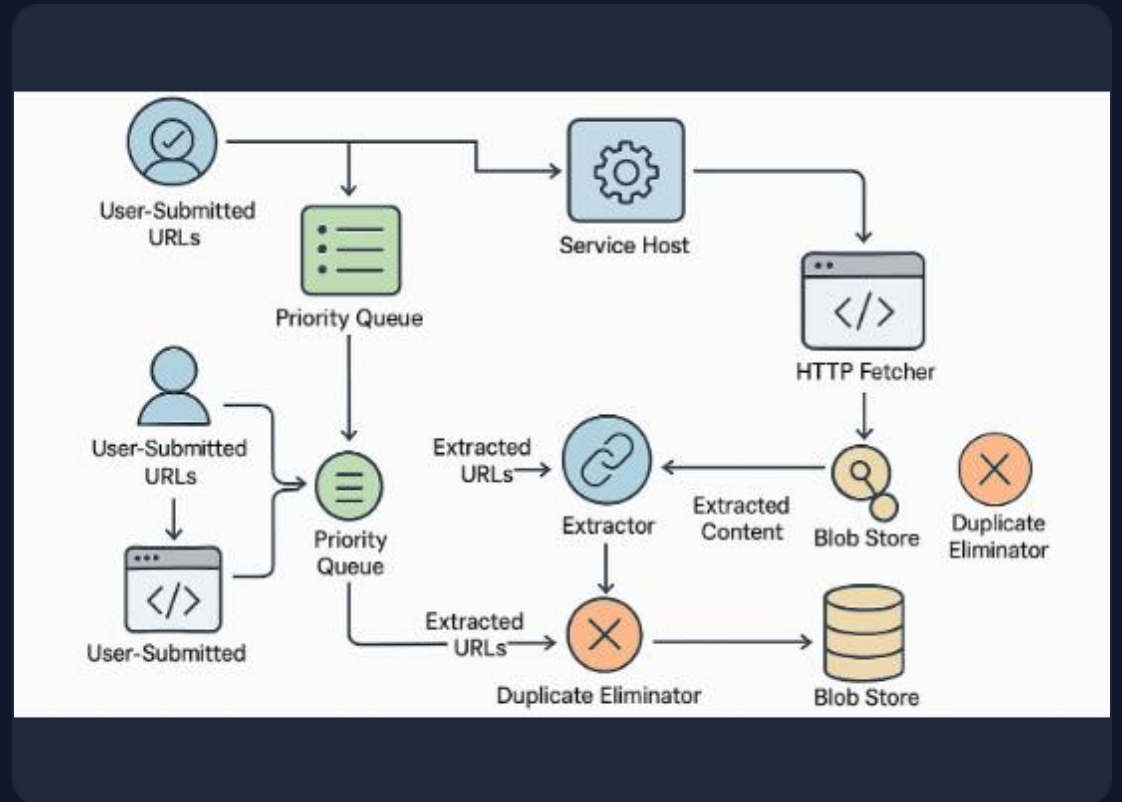 User-Submitted
URLs
Priority Queue
Service Host
HTTP Fetcher
User-Submitted
URLs
User-Submitted
Priority
Queue
Extracted
URLs
Extractor
Extracted
Content
Blob Store
Duplicate
Eliminator
Extracted
URLs
Duplicate Eliminator
Blob Store